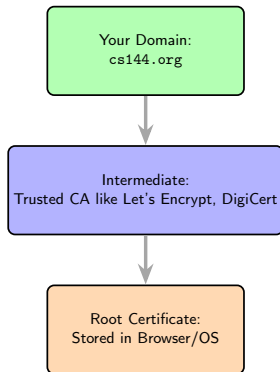 Your Domain:
cs144.org
Intermediate:
Trusted CA like Let's Encrypt, DigiCert
Root Certificate:
Stored in Browser/OS